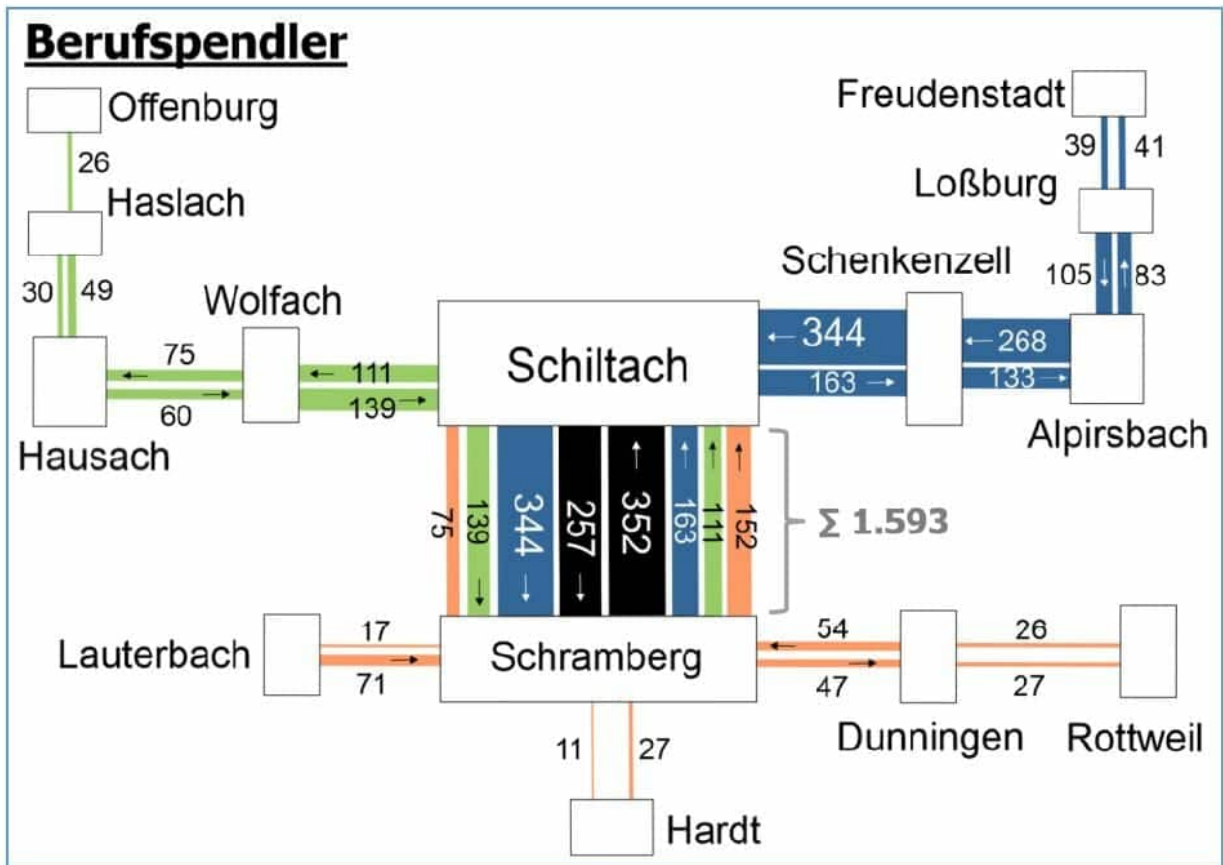 Berufspendler
Offenburg
26
Haslach
30 49
Wolfach
75
60
Hausach
111
139
Schiltach
Freudenstadt
39 41
Loßburg
105 83
Schenkenzell
344
163
268
133
Alpirsbach
75 139 344 257 352 163 111 152
∑ 1.593
Lauterbach
17
71
Schramberg
54
47
Dunningen
26
27
Rottweil
11 27
Hardt